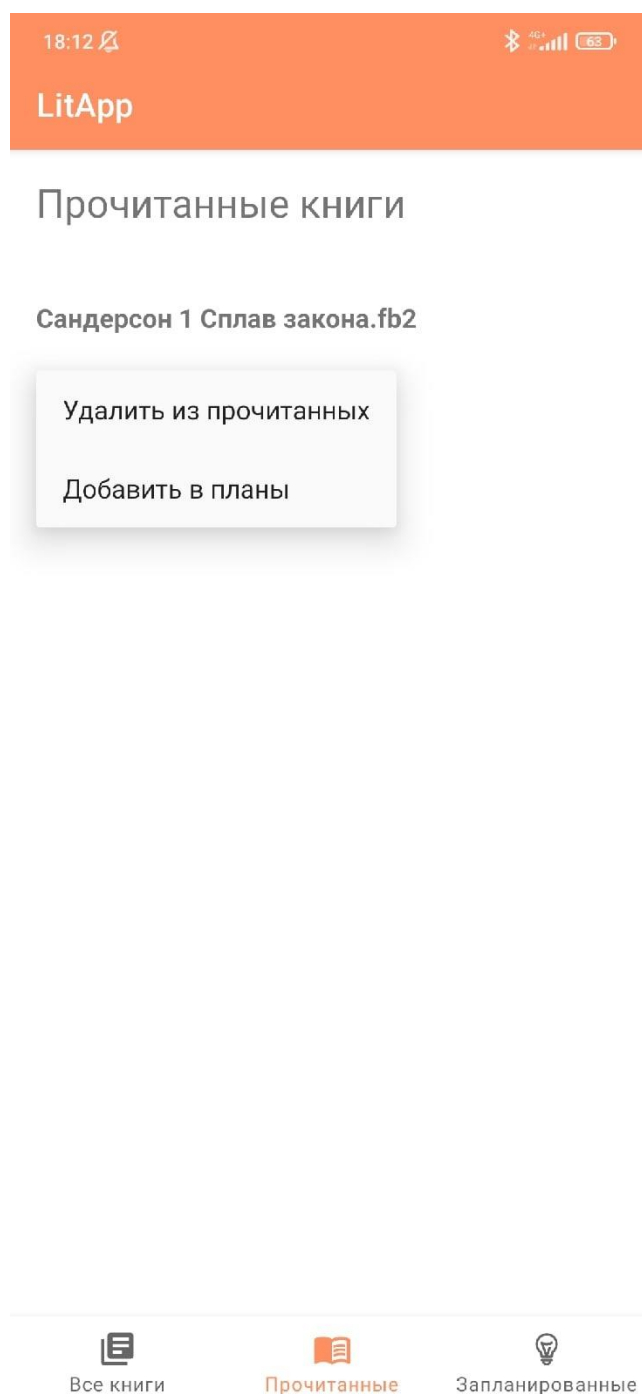 18:12
4G+
63
LitApp
Прочитанные книги
Сандерсон 1 Сплав закона.fb2
Удалить из прочитанных
Добавить в планы
Все книги
Прочитанные
Запланированные